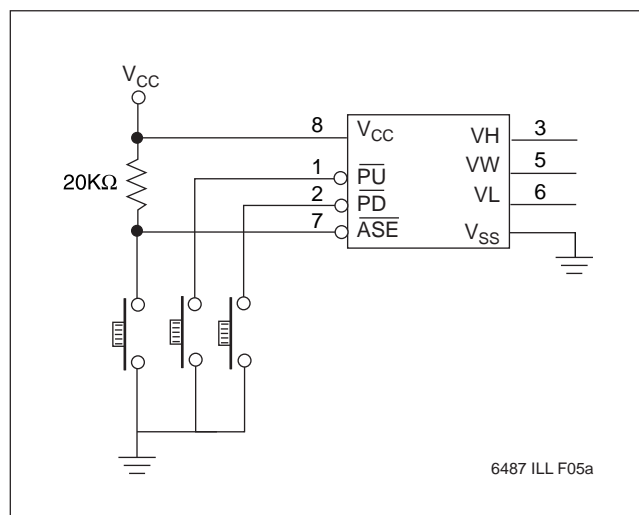 VCC
8
VCC
VH
3
1
PU
VW
5
20KΩ
2
PD
VL
6
7
ASE
VSS
6487 ILL F05a